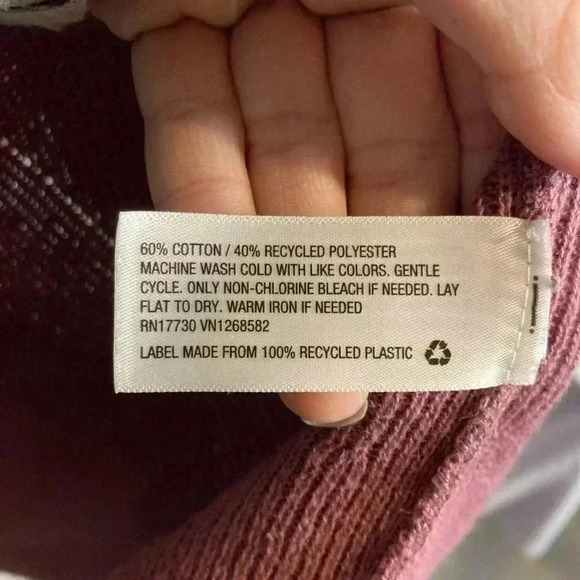 60% COTTON / 40% RECYCLED POLYESTER
MACHINE WASH COLD WITH LIKE COLORS. GENTLE
CYCLE. ONLY NON-CHLORINE BLEACH IF NEEDED. LAY
FLAT TO DRY. WARM IRON IF NEEDED
RN17730 VN1268582
LABEL MADE FROM 100% RECYCLED PLASTIC